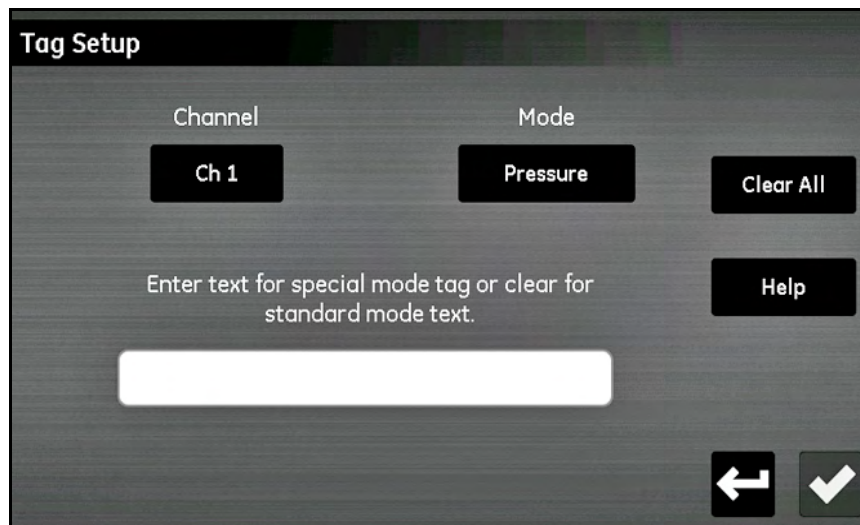 Tag Setup
Channel
Mode
Ch 1
Pressure
Clear All
Enter text for special mode tag or clear for
standard mode text.
Help